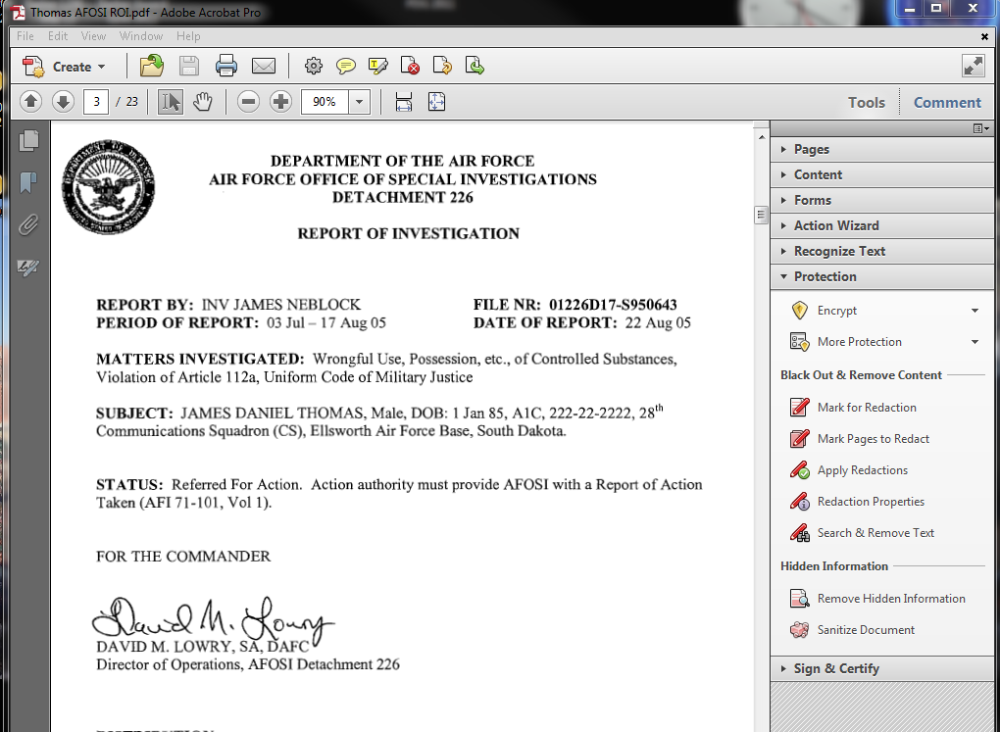 Thomas AFOSI ROI.pdf - Adobe Acrobat Pro
File Edit View Window Help
Create
3 / 23 90% Tools Comment
DEPARTMENT OF THE AIR FORCE
AIR FORCE OFFICE OF SPECIAL INVESTIGATIONS
DETACHMENT 226
REPORT OF INVESTIGATION
REPORT BY: INV JAMES NEBLOCK FILE NR: 01226D17-S950643
PERIOD OF REPORT: 03 Jul – 17 Aug 05 DATE OF REPORT: 22 Aug 05
MATTERS INVESTIGATED: Wrongful Use, Possession, etc., of Controlled Substances,
Violation of Article 112a, Uniform Code of Military Justice
SUBJECT: JAMES DANIEL THOMAS, Male, DOB: 1 Jan 85, A1C, 222-22-2222, 28th
Communications Squadron (CS), Ellsworth Air Force Base, South Dakota.
STATUS: Referred For Action. Action authority must provide AFOSI with a Report of Action
Taken (AFI 71-101, Vol 1).
FOR THE COMMANDER
David M. Lowry
DAVID M. LOWRY, SA, DAFC
Director of Operations, AFOSI Detachment 226
Pages
Content
Forms
Action Wizard
Recognize Text
Protection
Encrypt
More Protection
Black Out & Remove Content
Mark for Redaction
Mark Pages to Redact
Apply Redactions
Redaction Properties
Search & Remove Text
Hidden Information
Remove Hidden Information
Sanitize Document
Sign & Certify